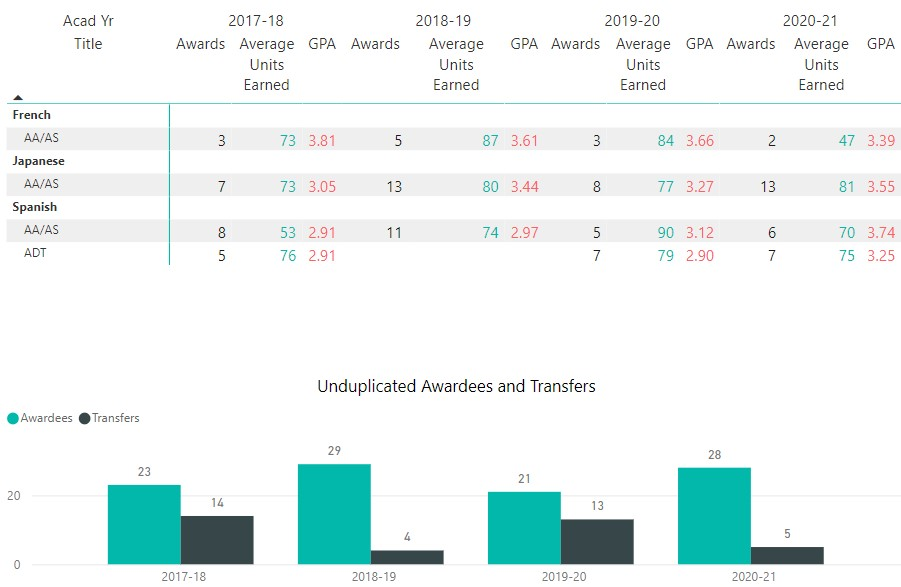 Acad Yr 2017-18 2018-19 2019-20 2020-21
Title Awards Average Units Earned GPA Awards Average Units Earned GPA Awards Average Units Earned GPA Awards Average Units Earned GPA
French
AA/AS 3 73 3.81 5 87 3.61 3 84 3.66 2 47 3.39
Japanese
AA/AS 7 73 3.05 13 80 3.44 8 77 3.27 13 81 3.55
Spanish
AA/AS 8 53 2.91 11 74 2.97 5 90 3.12 6 70 3.74
ADT 5 76 2.91 7 79 2.90 7 75 3.25
Unduplicated Awardees and Transfers
Awardees Transfers
23 14 29 4 21 13 28 5
20
0
2017-18 2018-19 2019-20 2020-21